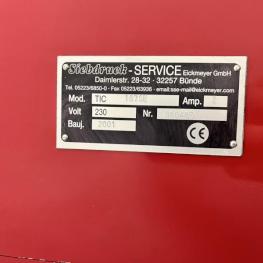 Siebdruck - SERVICE Eickmeyer GmbH
Daimlerstr. 28-32 · 32257 Bünde
Tel. 05223/6850-0 · Fax 05223/63936 · email:sse-mail@eickmeyer.com
Mod. TIC Amp.
Volt 230 Nr.
Bauj. 2001 CE